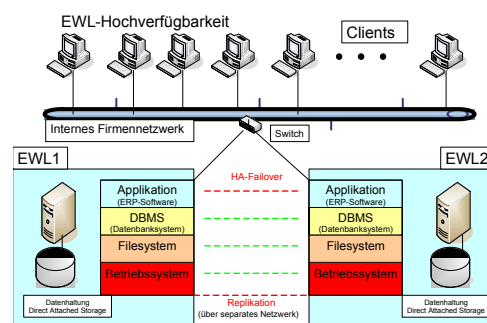 EWL-Hochverfügbarkeit
Clients
Internes Firmennetzwerk
Switch
EWL1
EWL2
HA-Failover
Applikation
(ERP-Software)
DBMS
(Datenbanksystem)
Filesystem
Betriebssystem
Applikation
(ERP-Software)
DBMS
(Datenbanksystem)
Filesystem
Betriebssystem
Datenhaltung
Direct Attached Storage
Replikation
(über separates Netzwerk)
Datenhaltung
Direct Attached Storage